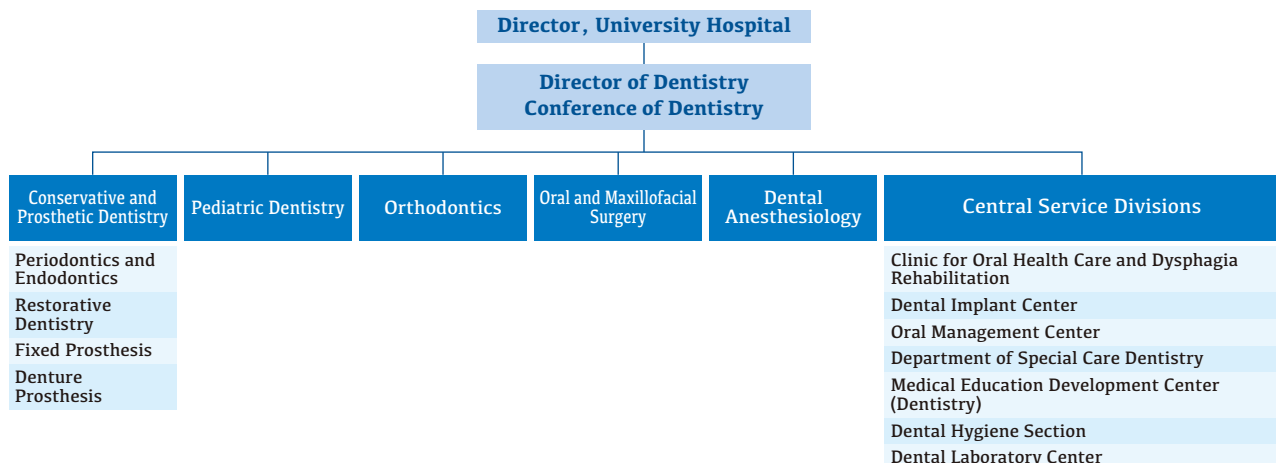 Director, University Hospital
Director of Dentistry
Conference of Dentistry
Conservative and
Prosthetic Dentistry
Pediatric Dentistry
Orthodontics
Oral and Maxillofacial
Surgery
Dental
Anesthesiology
Central Service Divisions
Periodontics and
Endodontics
Restorative
Dentistry
Fixed Prosthesis
Denture
Prosthesis
Clinic for Oral Health Care and Dysphagia
Rehabilitation
Dental Implant Center
Oral Management Center
Department of Special Care Dentistry
Medical Education Development Center
(Dentistry)
Dental Hygiene Section
Dental Laboratory Center